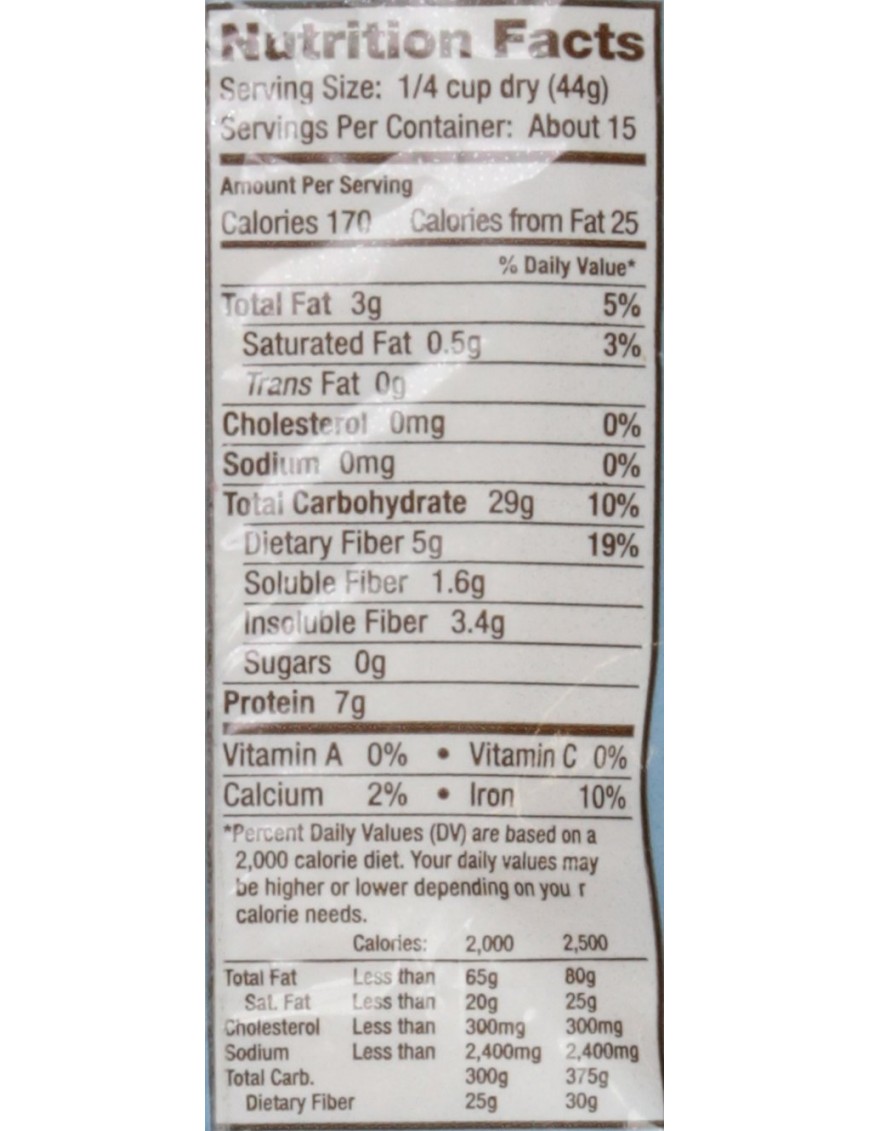 Nutrition Facts
Serving Size: 1/4 cup dry (44g)
Servings Per Container: About 15
Amount Per Serving
Calories 170 Calories from Fat 25
% Daily Value*
Total Fat 3g 5%
Saturated Fat 0.5g 3%
Trans Fat 0g
Cholesterol 0mg 0%
Sodium 0mg 0%
Total Carbohydrate 29g 10%
Dietary Fiber 5g 19%
Soluble Fiber 1.6g
Insoluble Fiber 3.4g
Sugars 0g
Protein 7g
Vitamin A 0% • Vitamin C 0%
Calcium 2% • Iron 10%
*Percent Daily Values (DV) are based on a
2,000 calorie diet. Your daily values may
be higher or lower depending on you r
calorie needs.
Calories: 2,000 2,500
Total Fat Less than 65g 80g
Sat. Fat Less than 20g 25g
Cholesterol Less than 300mg 300mg
Sodium Less than 2,400mg 2,400mg
Total Carb. 300g 375g
Dietary Fiber 25g 30g